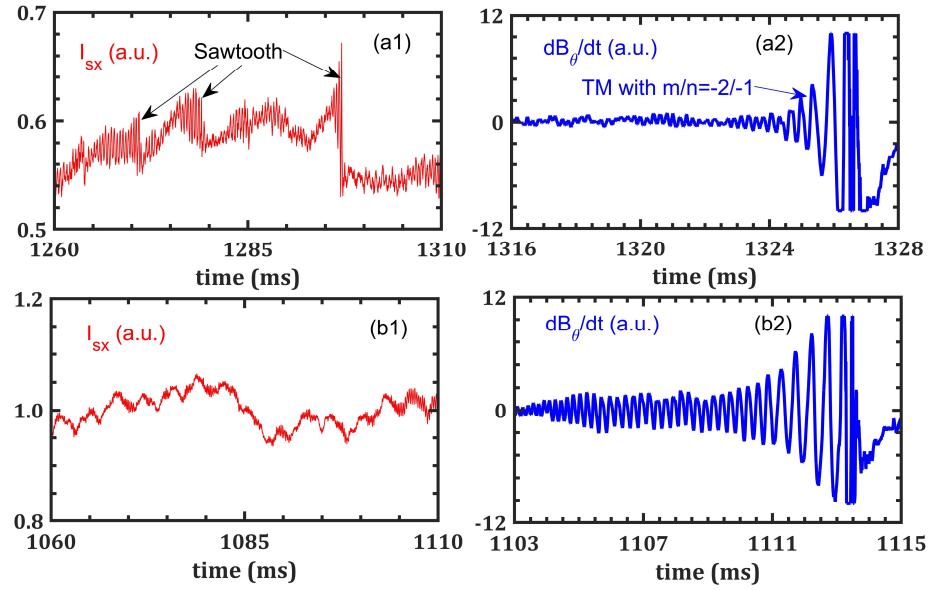 0.7
I_sx (a.u.)
(a1)
Sawtooth
0.6
0.5
1260
1285
1310
time (ms)
12
dB_θ/dt (a.u.)
(a2)
TM with m/n=-2/-1
0
-12
1316
1320
1324
1328
time (ms)
1.2
I_sx (a.u.)
(b1)
1.0
0.8
1060
1085
1110
time (ms)
12
dB_θ/dt (a.u.)
(b2)
0
-12
1103
1107
1111
1115
time (ms)